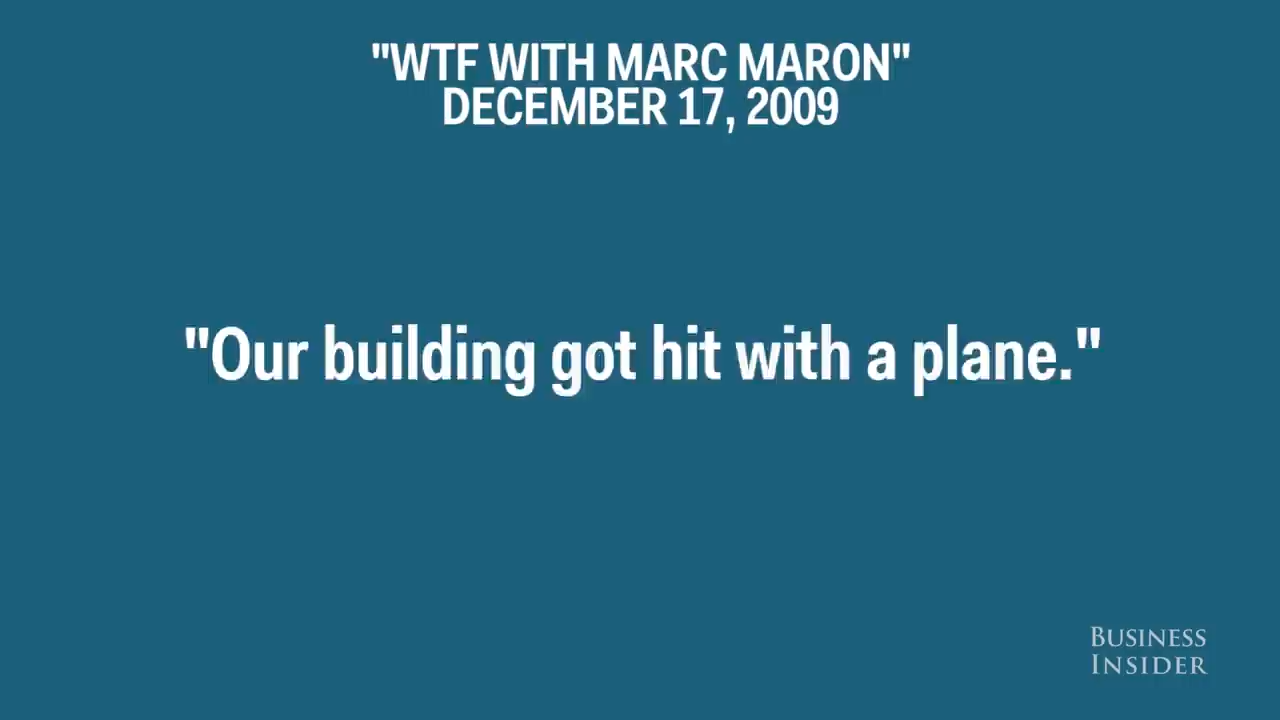 "WTF WITH MARC MARON"
DECEMBER 17, 2009
"Our building got hit with a plane."
BUSINESS
INSIDER